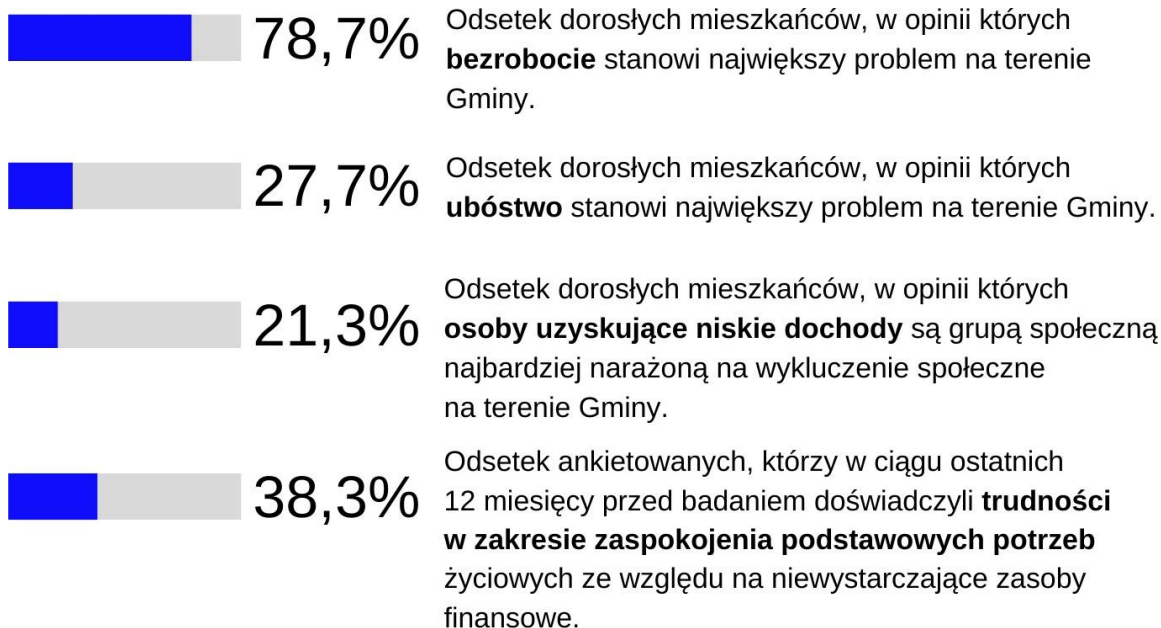 78,7%
Odsetek dorosłych mieszkańców, w opinii których
bezrobocie stanowi największy problem na terenie
Gminy.
27,7%
Odsetek dorosłych mieszkańców, w opinii których
ubóstwo stanowi największy problem na terenie Gminy.
21,3%
Odsetek dorosłych mieszkańców, w opinii których
osoby uzyskujące niskie dochody są grupą społeczną
najbardziej narażoną na wykluczenie społeczne
na terenie Gminy.
38,3%
Odsetek ankietowanych, którzy w ciągu ostatnich
12 miesięcy przed badaniem doświadczyli trudności
w zakresie zaspokojenia podstawowych potrzeb
życiowych ze względu na niewystarczające zasoby
finansowe.